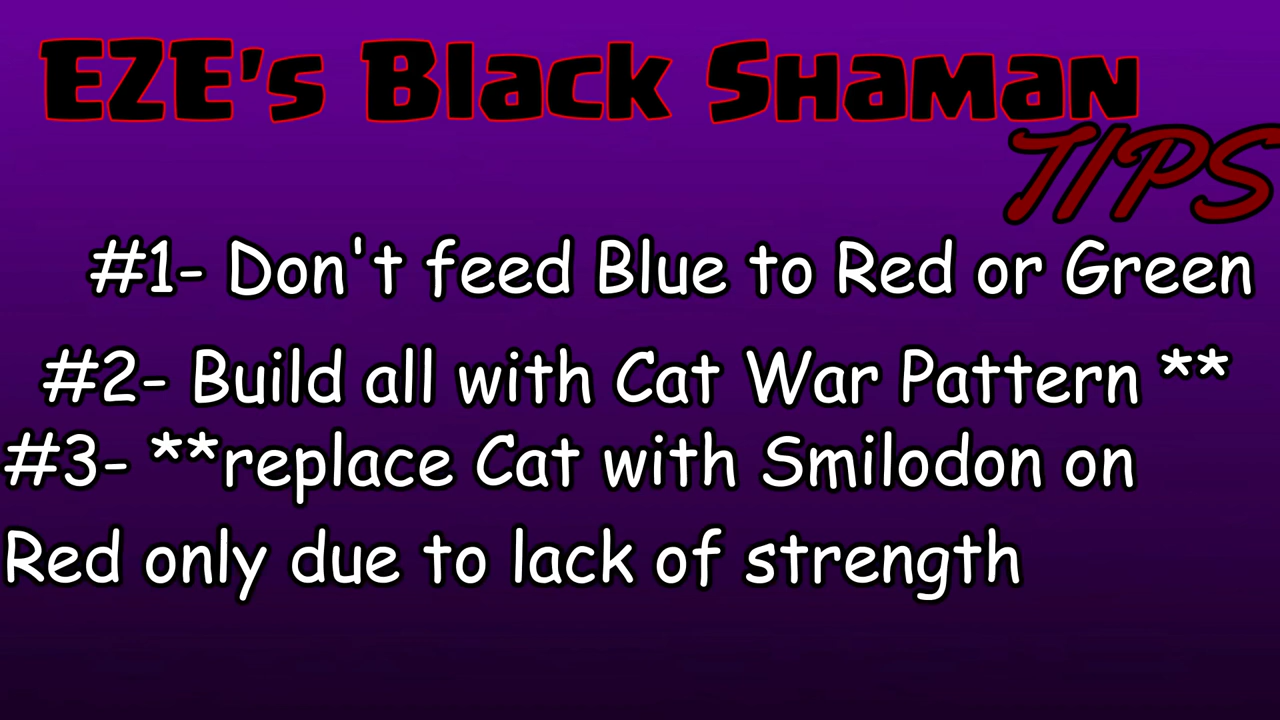 EZE's Black Shaman
TIPS
#1- Don't feed Blue to Red or Green
#2- Build all with Cat War Pattern **
#3- **replace Cat with Smilodon on
Red only due to lack of strength